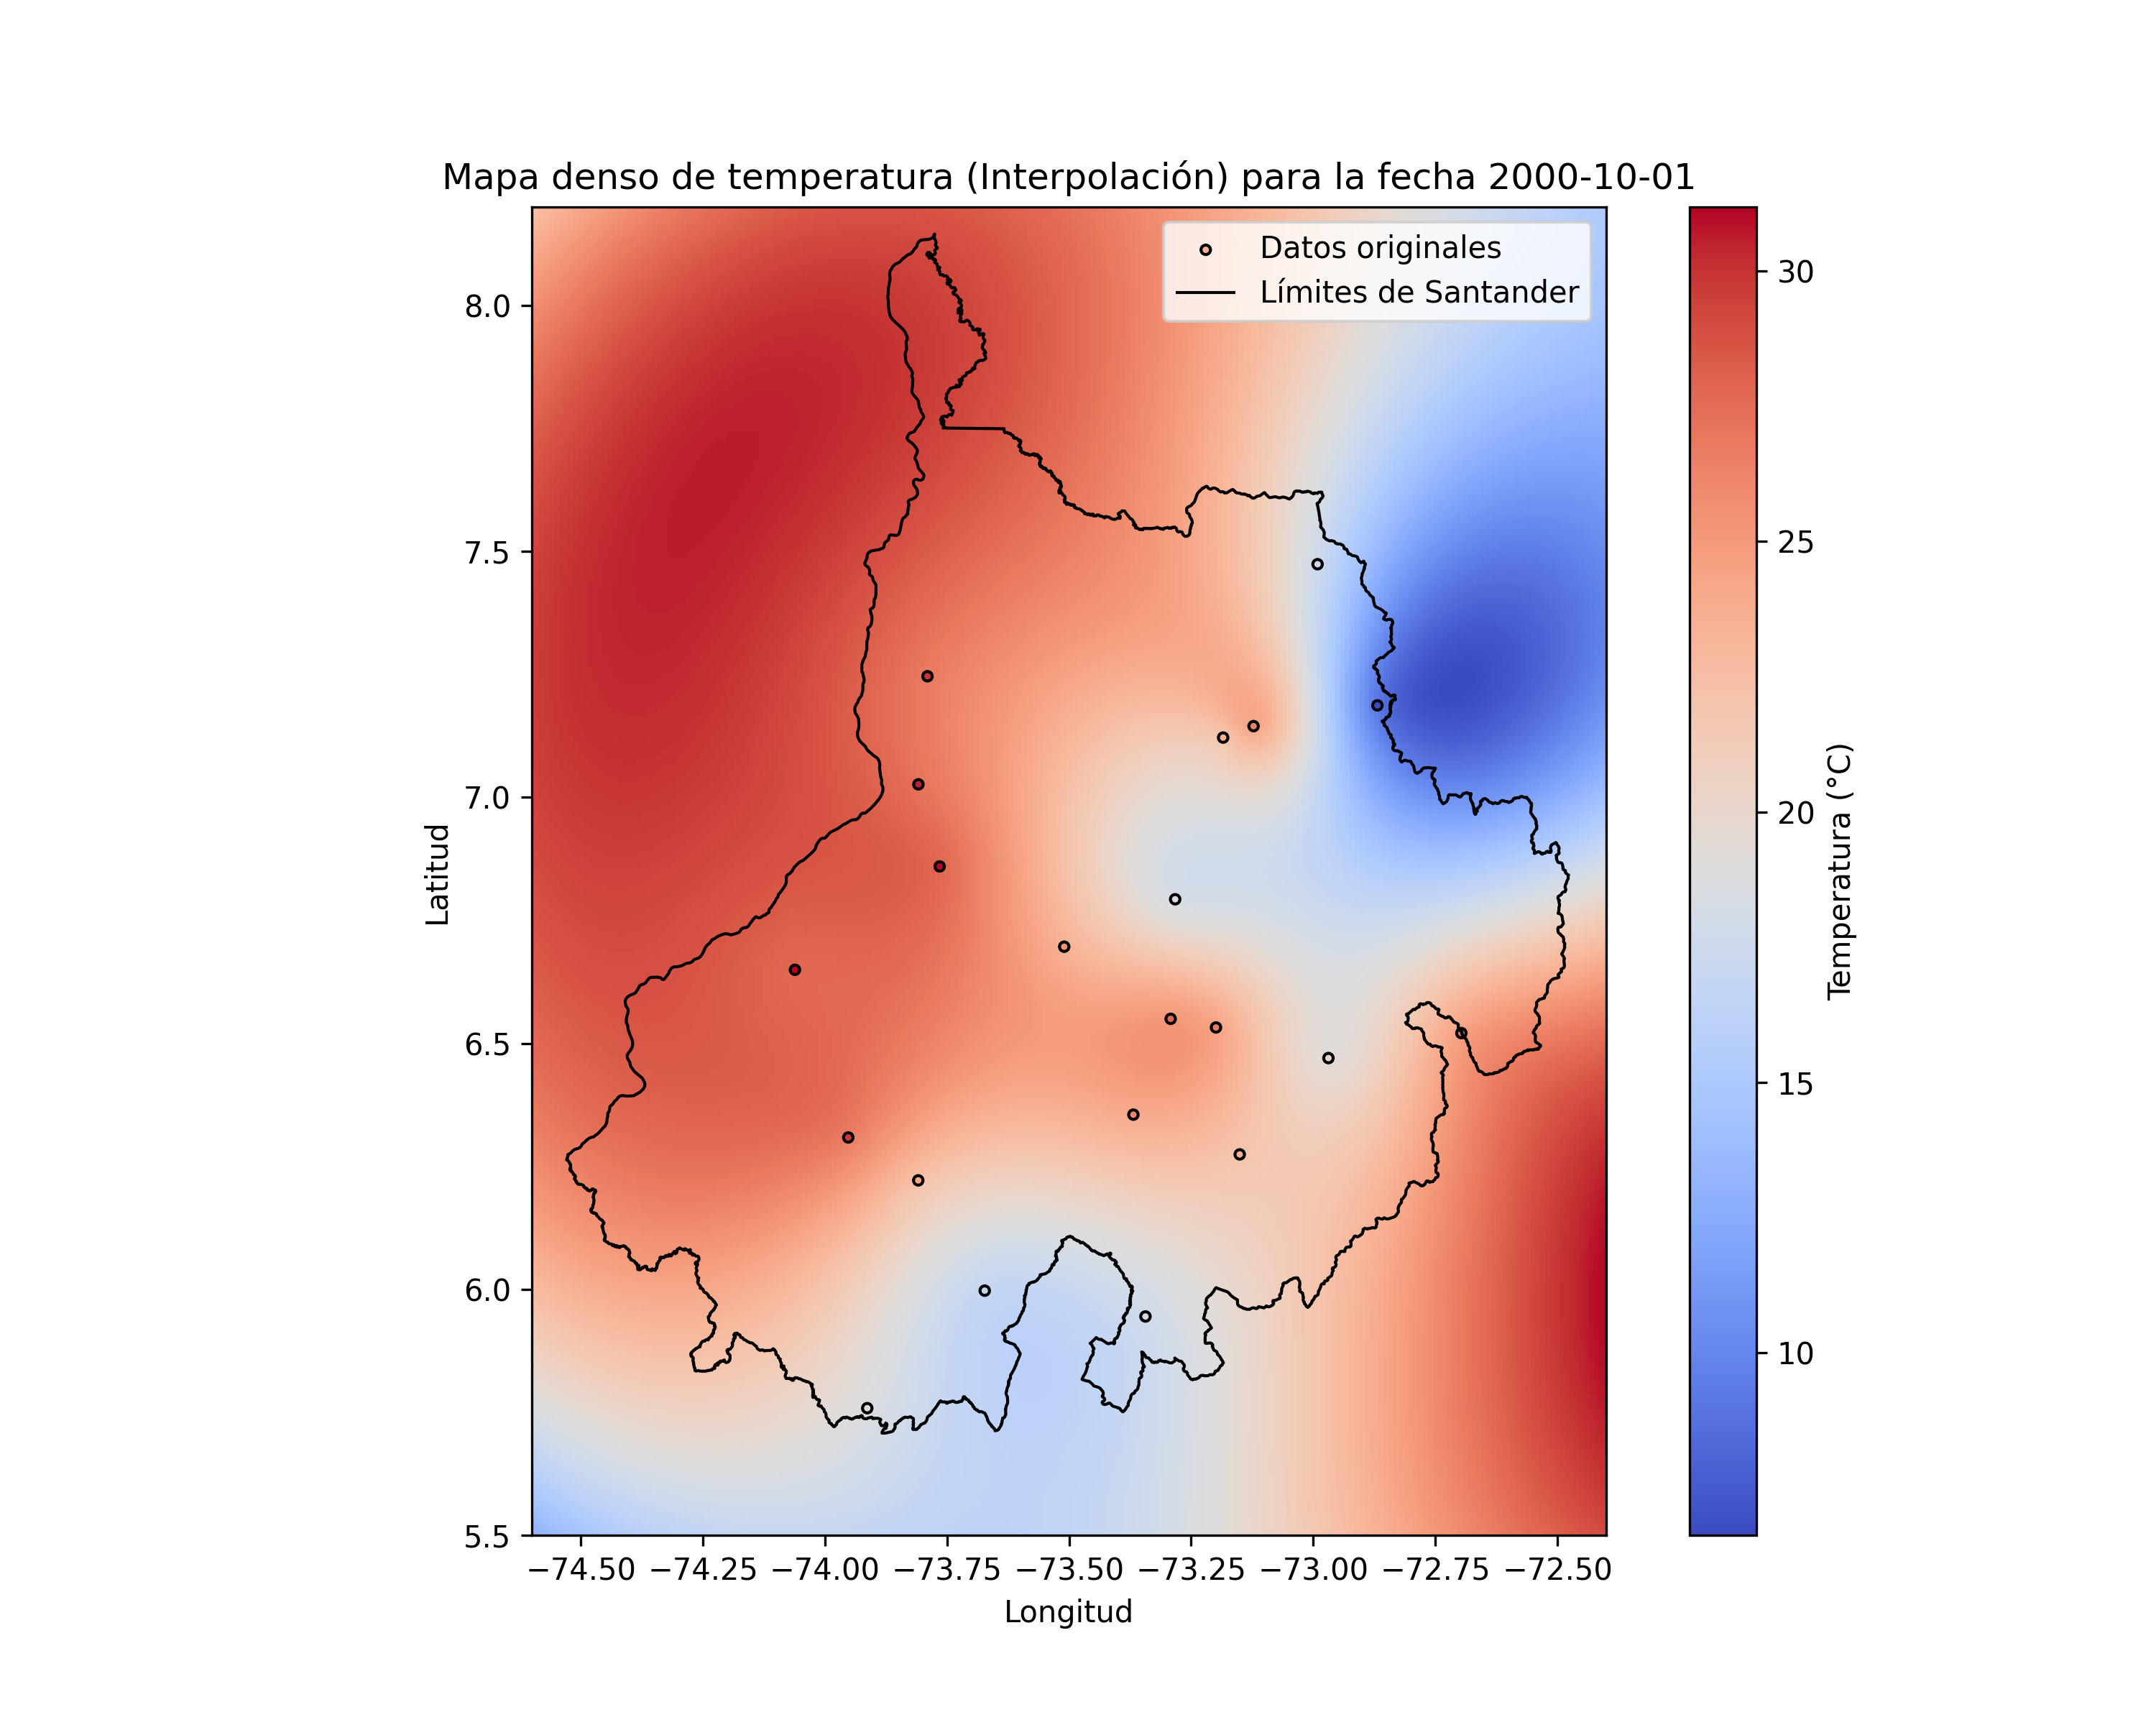 Mapa denso de temperatura (Interpolación) para la fecha 2000-10-01
Datos originales
Límites de Santander
8.0
7.5
7.0
6.5
6.0
5.5
Latitud
−74.50 −74.25 −74.00 −73.75 −73.50 −73.25 −73.00 −72.75 −72.50
Longitud
30
25
20
15
10
Temperatura (°C)